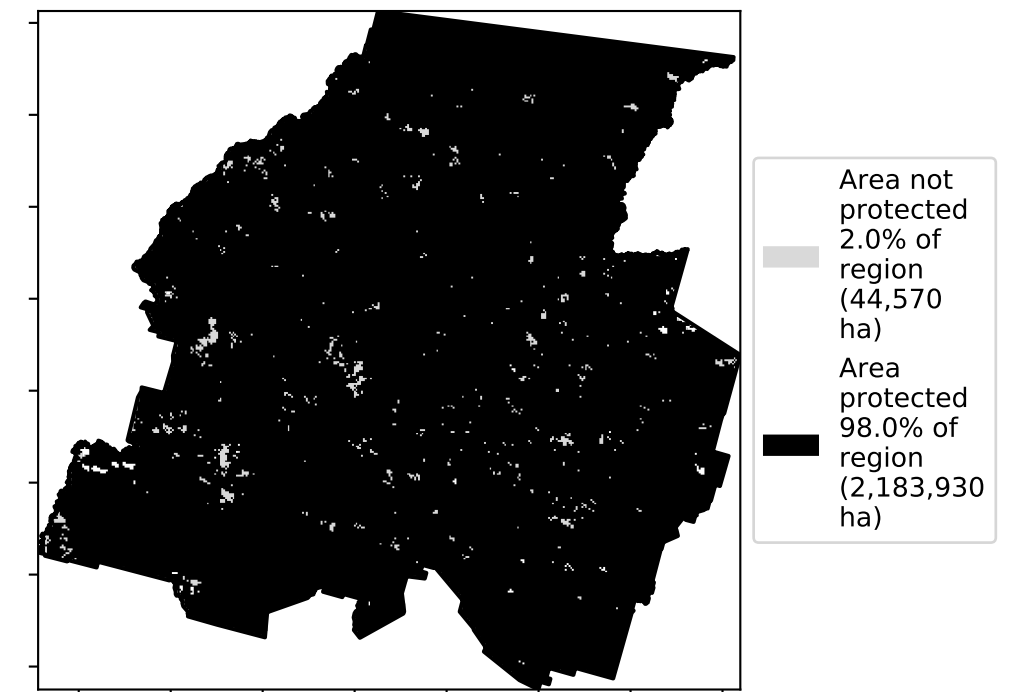 Area not
protected
2.0% of
region
(44,570
ha)
Area
protected
98.0% of
region
(2,183,930
ha)